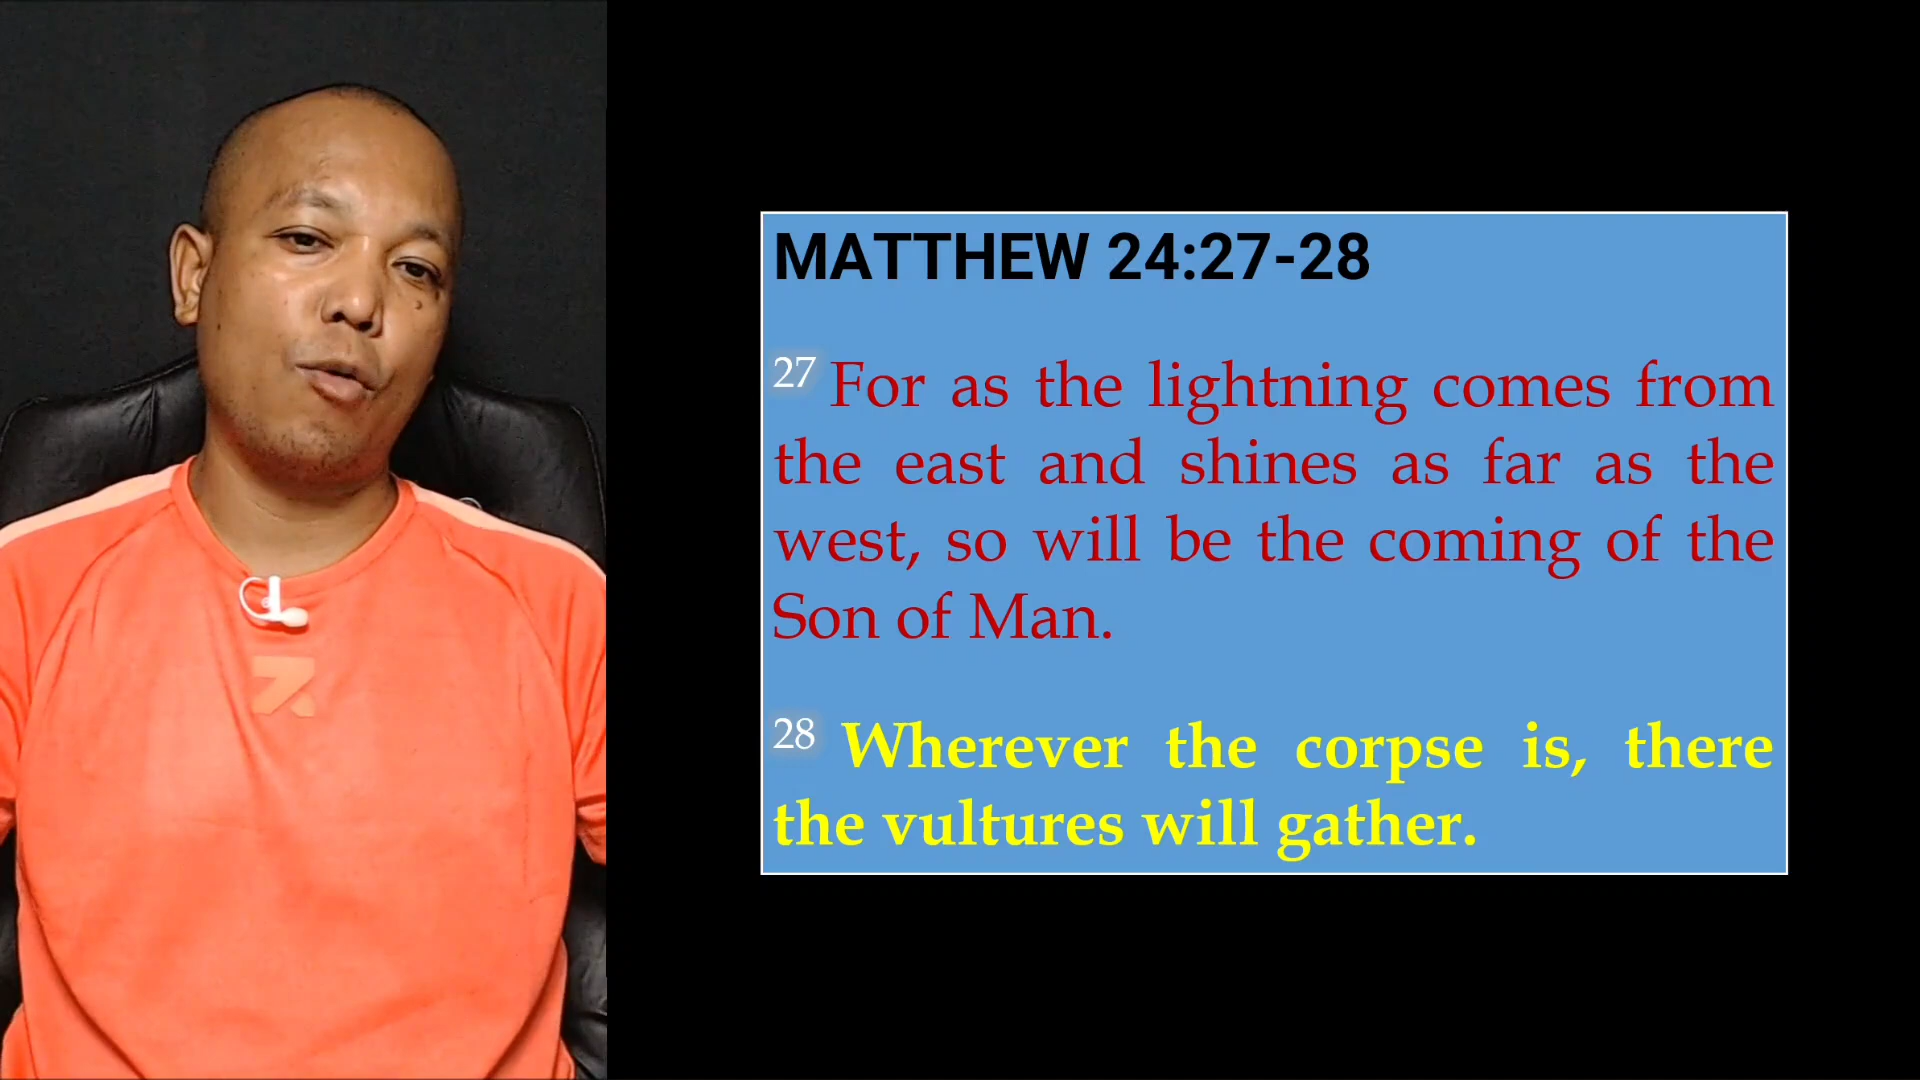 MATTHEW 24:27-28
27 For as the lightning comes from
the east and shines as far as the
west, so will be the coming of the
Son of Man.
28 Wherever the corpse is, there
the vultures will gather.